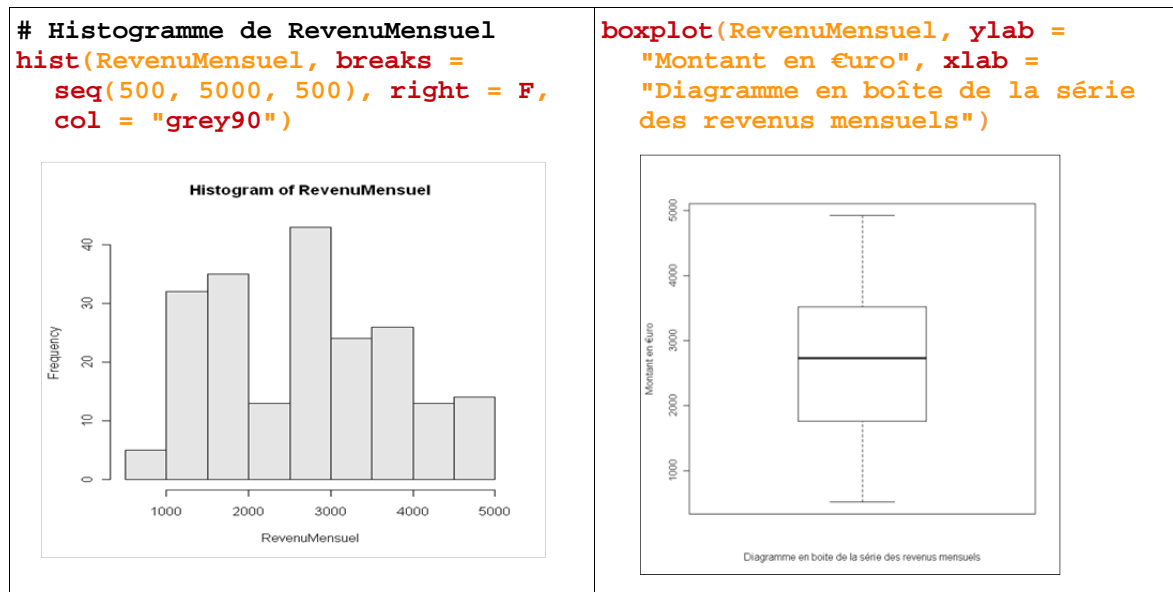 # Histogramme de RevenuMensuel
hist(RevenuMensuel, breaks =
seq(500, 5000, 500), right = F,
col = "grey90")
Histogram of RevenuMensuel
Frequency
40
30
20
10
0
1000 2000 3000 4000 5000
RevenuMensuel
boxplot(RevenuMensuel, ylab =
"Montant en €uro", xlab =
"Diagramme en boîte de la série
des revenus mensuels")
Montant en €uro
5000
4000
3000
2000
1000
Diagramme en boite de la série des revenus mensuels